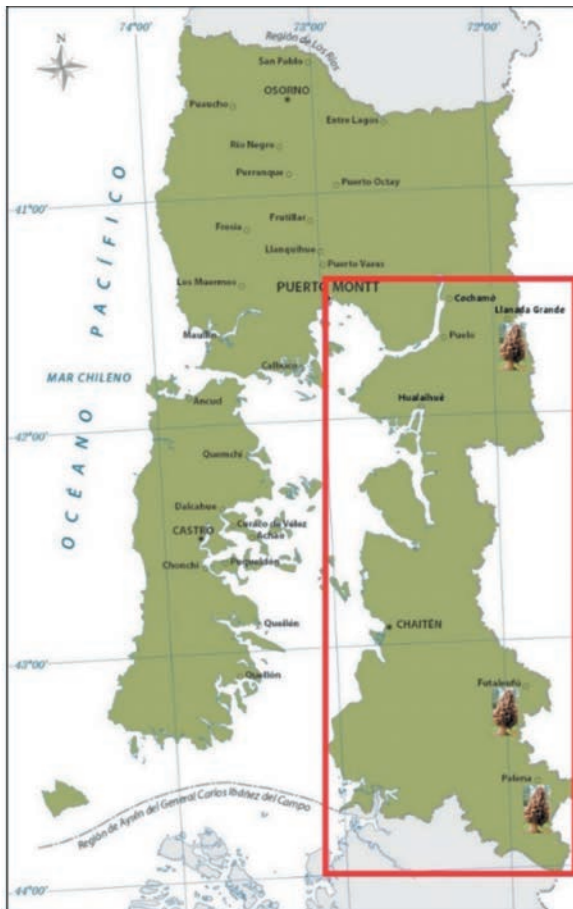 74°00'
73°00'
72°00'
Región de Los Ríos
San Pablo
OSORNO
Puaucho
Entre Lagos
Río Negro
Purranque
Puerto Octay
41°00'
Frutillar
Fresia
Llanquihue
Puerto Varas
Los Muermos
PUERTO MONTT
Cochamó
Llanada Grande
Maullín
Puelo
Calbuco
OCÉANO PACÍFICO
MAR CHILENO
Ancud
Hualaihué
42°00'
Quemchi
Dalcahue
Curaco de Vélez
CASTRO
Achao
Chonchi
Puqueldón
Queilén
CHAITÉN
43°00'
Quellón
Futaleufú
Palena
Región de Aysén del General Carlos Ibáñez del Campo
44°00'